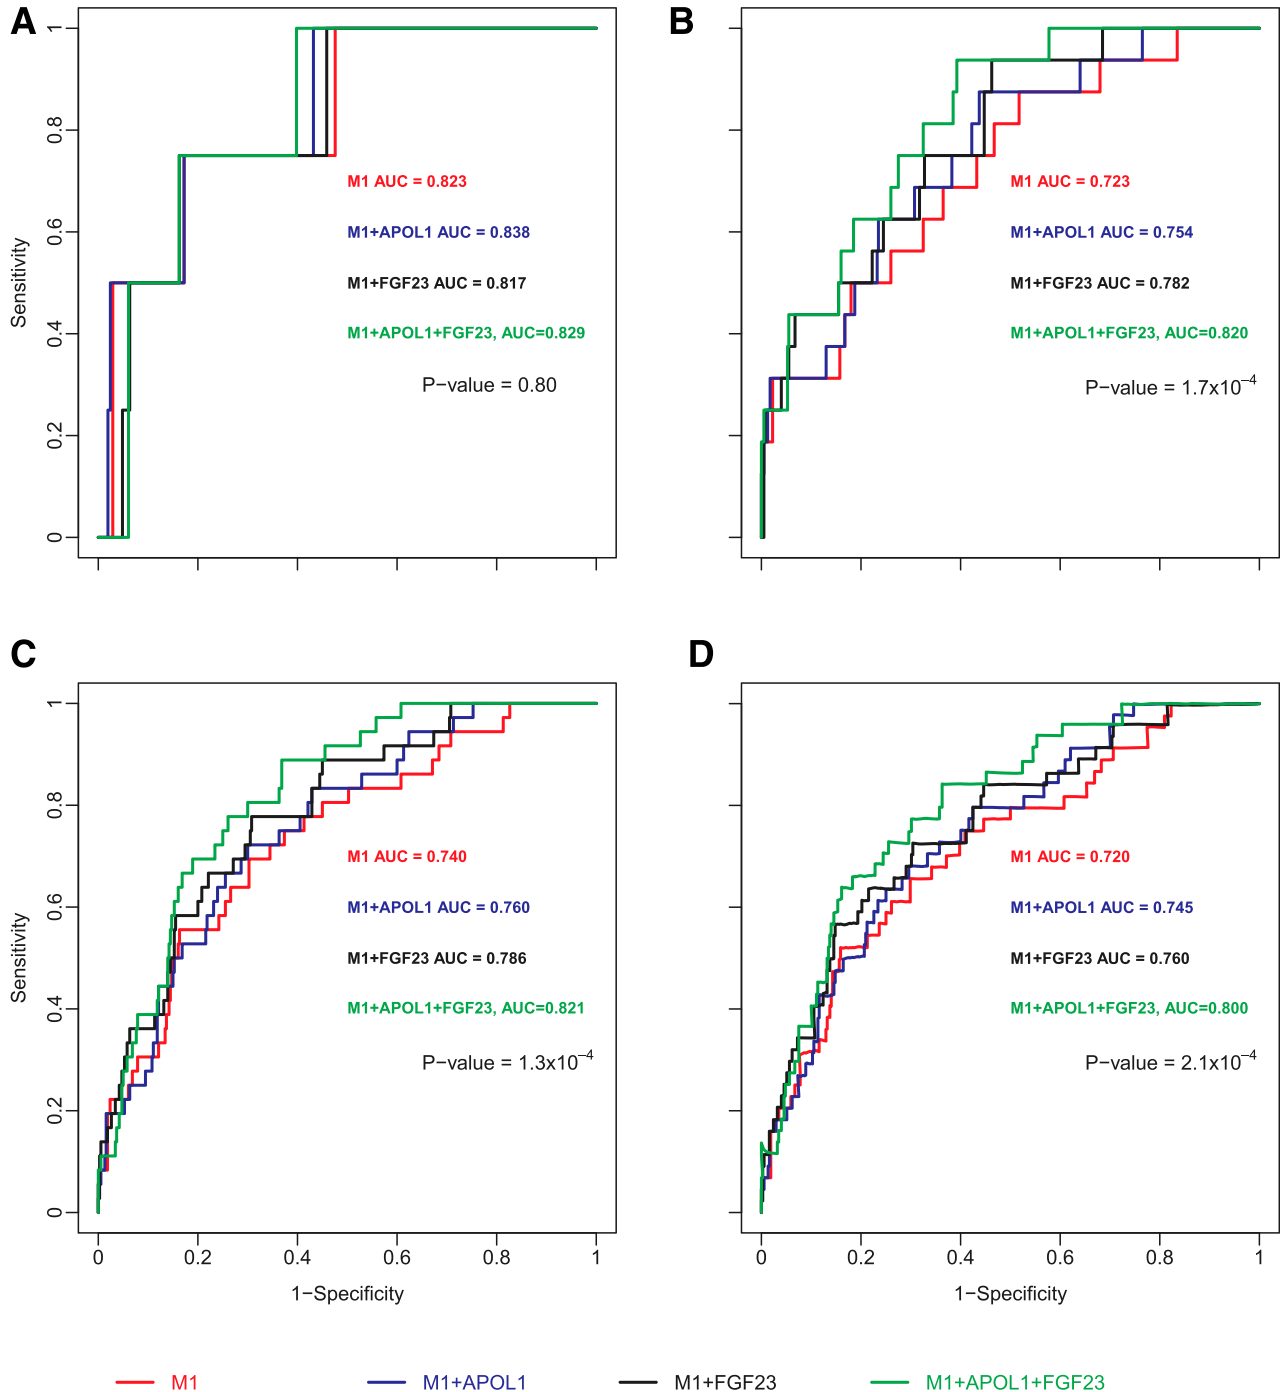 A
Sensitivity
0
0.2
0.4
0.6
0.8
1
M1 AUC = 0.823
M1+APOL1 AUC = 0.838
M1+FGF23 AUC = 0.817
M1+APOL1+FGF23, AUC=0.829
P−value = 0.80
B
M1 AUC = 0.723
M1+APOL1 AUC = 0.754
M1+FGF23 AUC = 0.782
M1+APOL1+FGF23, AUC=0.820
P−value = 1.7x10⁻⁴
C
Sensitivity
0
0.2
0.4
0.6
0.8
1
M1 AUC = 0.740
M1+APOL1 AUC = 0.760
M1+FGF23 AUC = 0.786
M1+APOL1+FGF23, AUC=0.821
P−value = 1.3x10⁻⁴
0 0.2 0.4 0.6 0.8 1
1−Specificity
D
M1 AUC = 0.720
M1+APOL1 AUC = 0.745
M1+FGF23 AUC = 0.760
M1+APOL1+FGF23, AUC=0.800
P−value = 2.1x10⁻⁴
0 0.2 0.4 0.6 0.8 1
1−Specificity
M1 M1+APOL1 M1+FGF23 M1+APOL1+FGF23